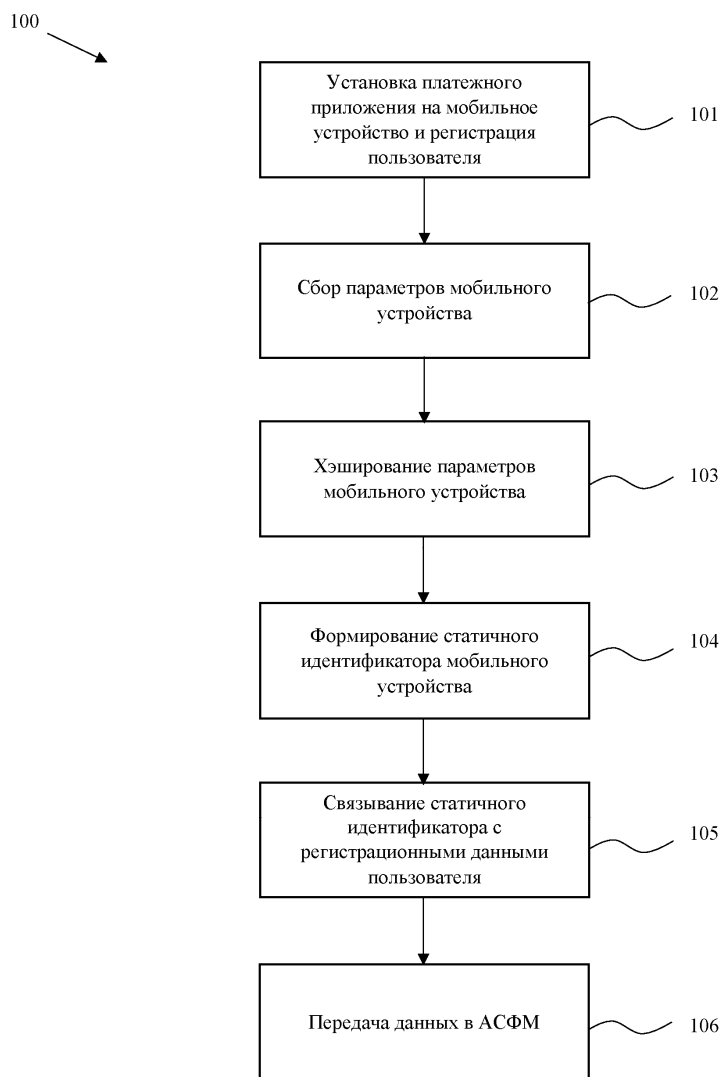 100
Установка платежного
приложения на мобильное
устройство и регистрация
пользователя
101
Сбор параметров мобильного
устройства
102
Хэширование параметров
мобильного устройства
103
Формирование статичного
идентификатора мобильного
устройства
104
Связывание статичного
идентификатора с
регистрационными данными
пользователя
105
Передача данных в АСФМ
106